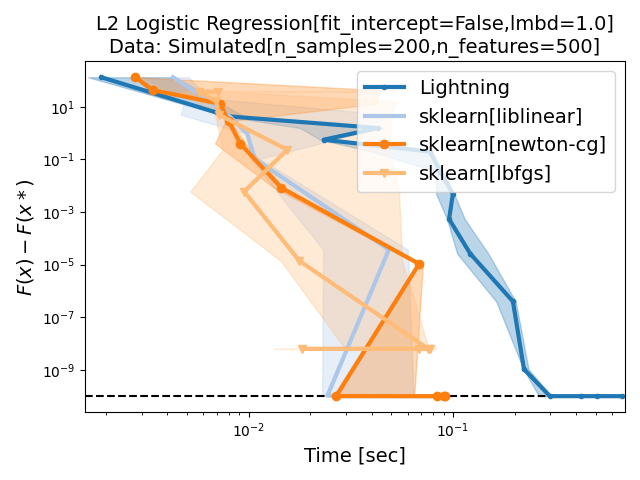 L2 Logistic Regression[fit_intercept=False,lmbd=1.0]
Data: Simulated[n_samples=200,n_features=500]
Lightning
sklearn[liblinear]
sklearn[newton-cg]
sklearn[lbfgs]
F(x) − F(x*)
10¹
10⁻¹
10⁻³
10⁻⁵
10⁻⁷
10⁻⁹
10⁻²
10⁻¹
Time [sec]